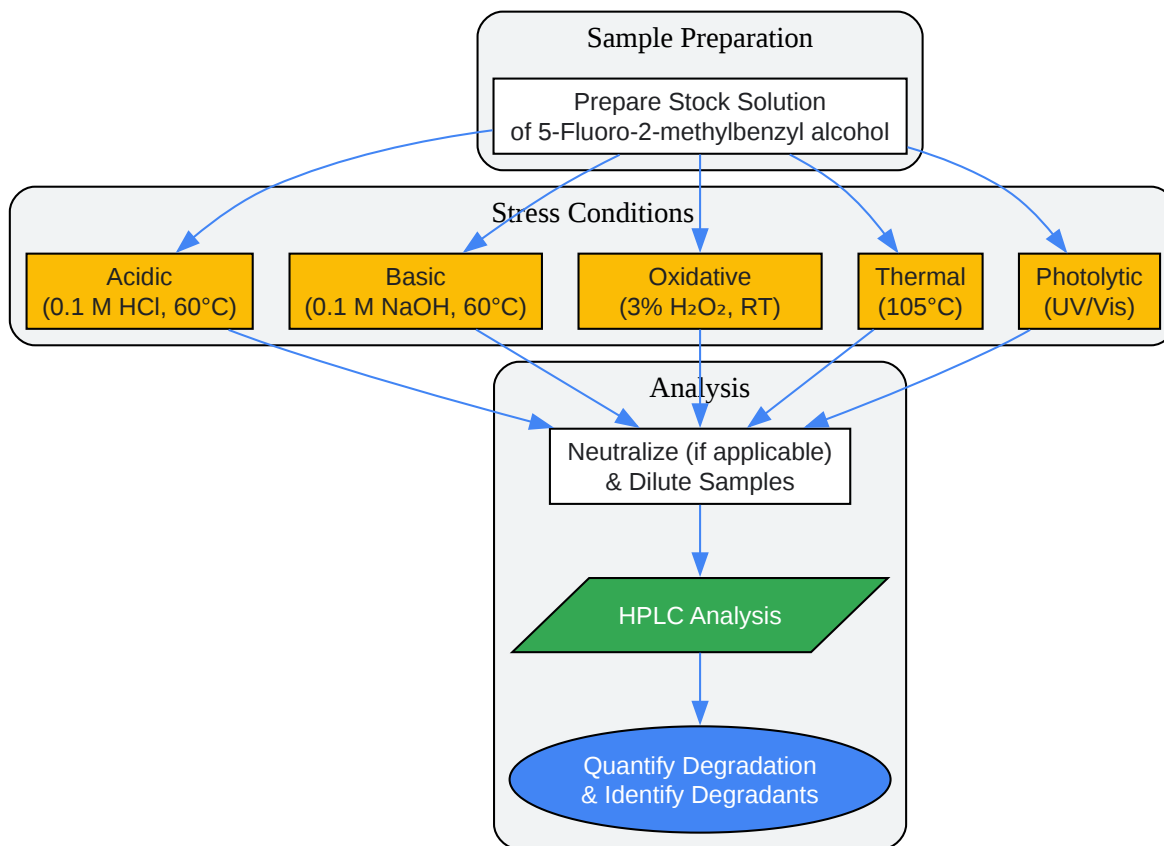 Sample Preparation
Prepare Stock Solution
of 5-Fluoro-2-methylbenzyl alcohol
Stress Conditions
Acidic
(0.1 M HCl, 60°C)
Basic
(0.1 M NaOH, 60°C)
Oxidative
(3% H₂O₂, RT)
Thermal
(105°C)
Photolytic
(UV/Vis)
Analysis
Neutralize (if applicable)
& Dilute Samples
HPLC Analysis
Quantify Degradation
& Identify Degradants